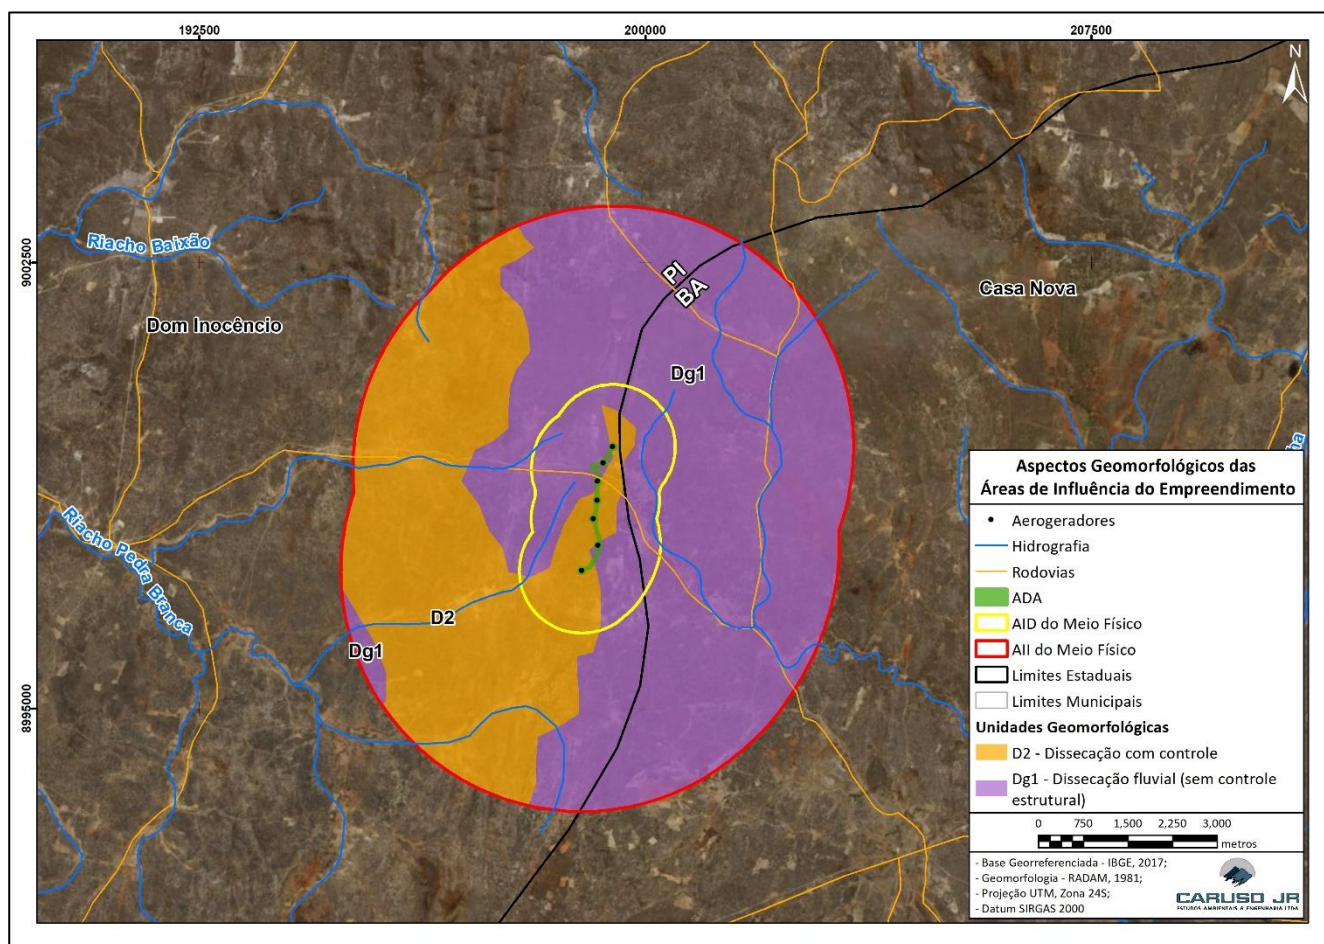 192500
200000
207500
N
9002500
8995000
Riacho Baixão
Dom Inocêncio
PI
BA
Casa Nova
Dg1
Riacho Pedra Branca
D2
Dg1
Aspectos Geomorfológicos das
Áreas de Influência do Empreendimento
Aerogeradores
Hidrografia
Rodovias
ADA
AID do Meio Físico
AII do Meio Físico
Limites Estaduais
Limites Municipais
Unidades Geomorfológicas
D2 - Dissecação com controle
Dg1 - Dissecação fluvial (sem controle
estrutural)
0 750 1,500 2,250 3,000
metros
- Base Georreferenciada - IBGE, 2017;
- Geomorfologia - RADAM, 1981;
- Projeção UTM, Zona 24S;
- Datum SIRGAS 2000
CARUSO JR
ESTUDOS AMBIENTAIS & ENGENHARIA LTDA